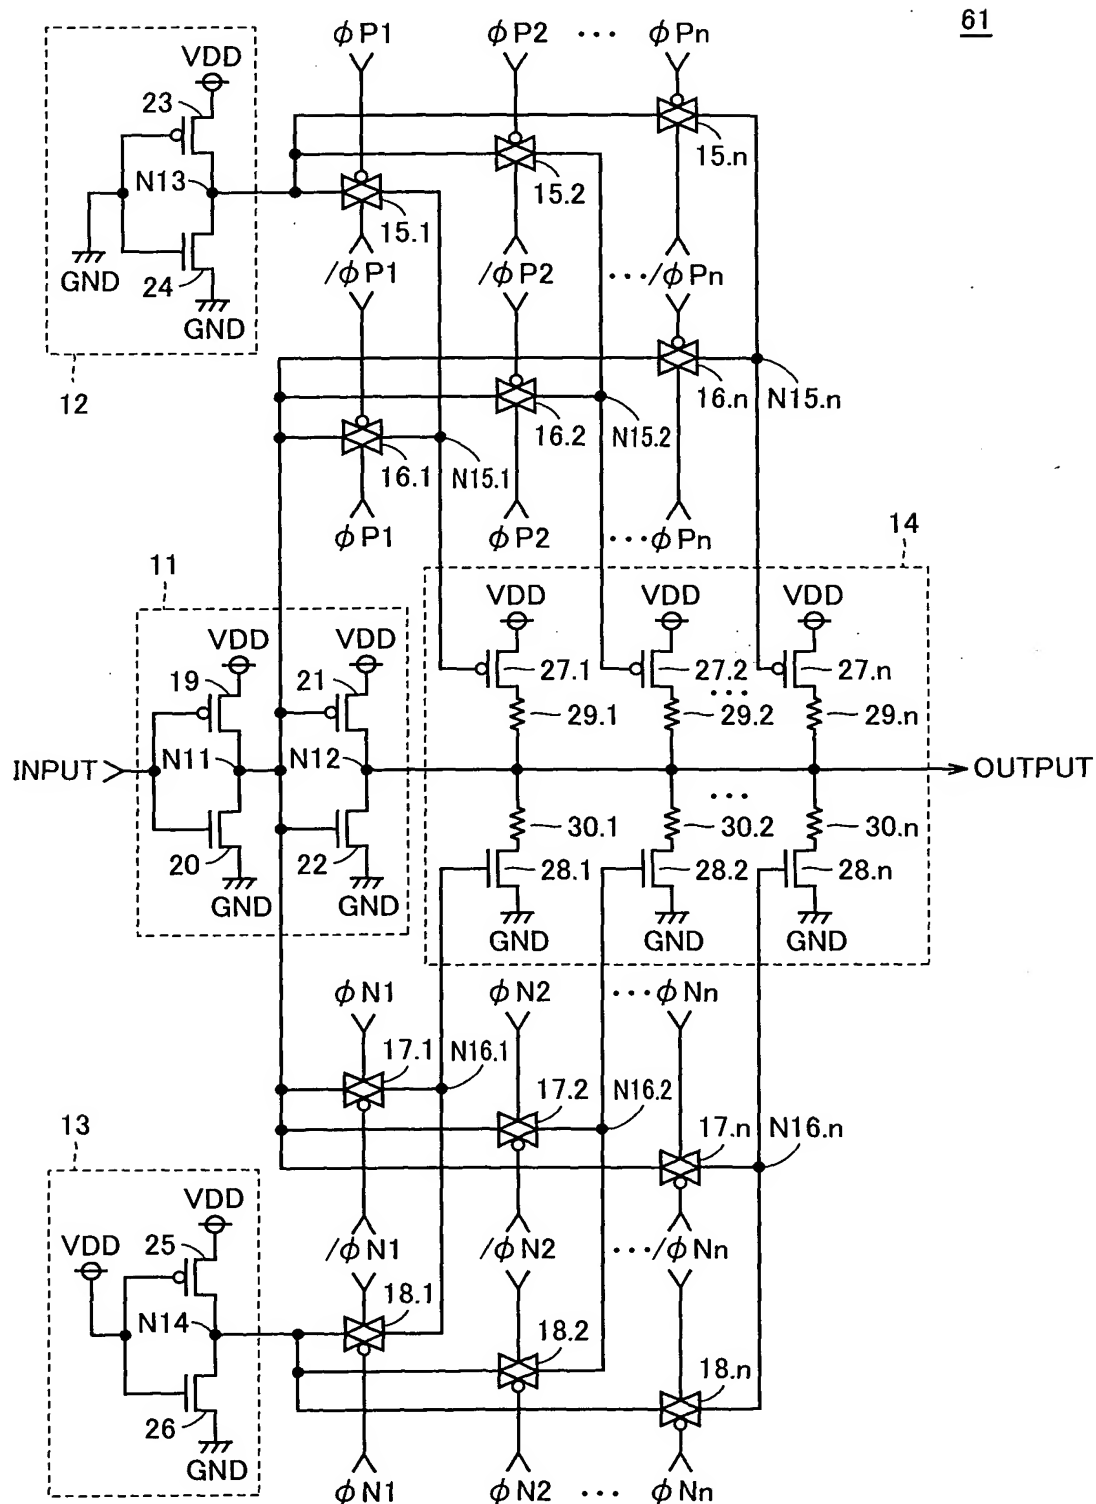 61
φP1 φP2 ··· φPn
VDD
23
N13
15.1
15.2
15.n
GND
24
GND
/φP1 /φP2 ···/φPn
12
16.1
16.2
16.n
N15.1
N15.2
N15.n
φP1 φP2 ···φPn
11
14
VDD VDD
19 21
VDD VDD VDD
27.1 27.2 27.n
···
29.1 29.2 29.n
INPUT
N11 N12
OUTPUT
···
30.1 30.2 30.n
20 22
28.1 28.2 28.n
GND GND
GND GND GND
φN1 φN2 ···φNn
17.1 N16.1
17.2 N16.2
17.n N16.n
13
VDD
VDD
25
N14
26
GND
/φN1 /φN2 ···/φNn
18.1
18.2
18.n
φN1 φN2 ··· φNn